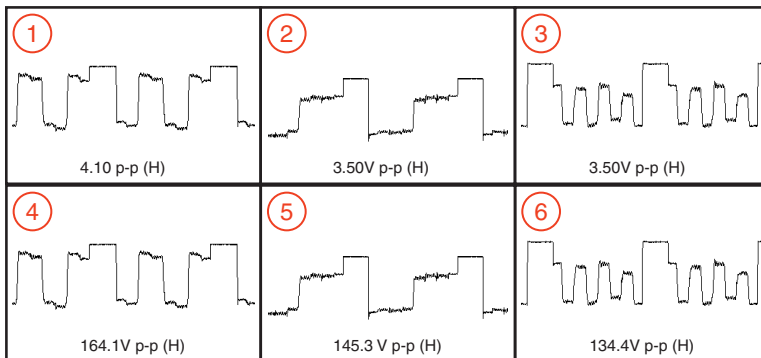 1
2
3
4.10 p-p (H)
3.50V p-p (H)
3.50V p-p (H)
4
5
6
164.1V p-p (H)
145.3 V p-p (H)
134.4V p-p (H)